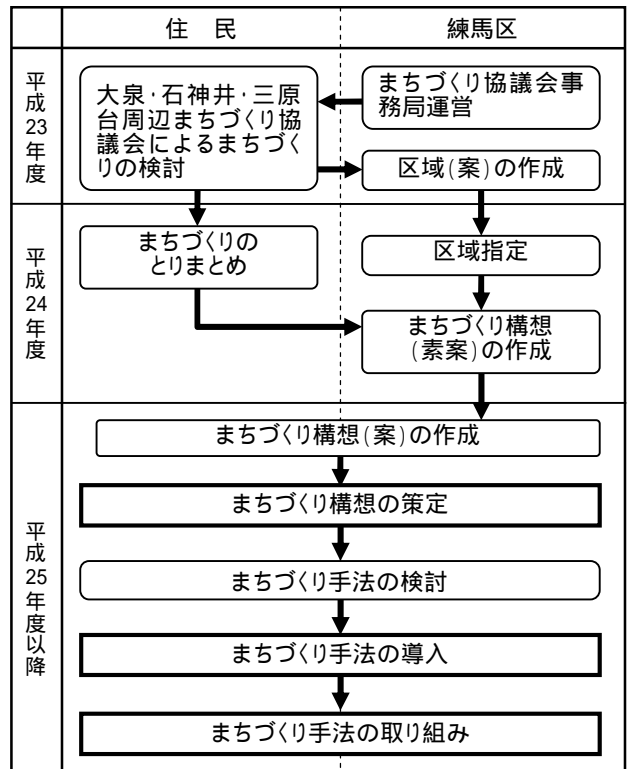 住 民
練馬区
平成23年度
大泉・石神井・三原
台周辺まちづくり協
議会によるまちづく
りの検討
まちづくり協議会事
務局運営
区域(案)の作成
平成24年度
まちづくりの
とりまとめ
区域指定
まちづくり構想
(素案)の作成
平成25年度以降
まちづくり構想(案)の作成
まちづくり構想の策定
まちづくり手法の検討
まちづくり手法の導入
まちづくり手法の取り組み